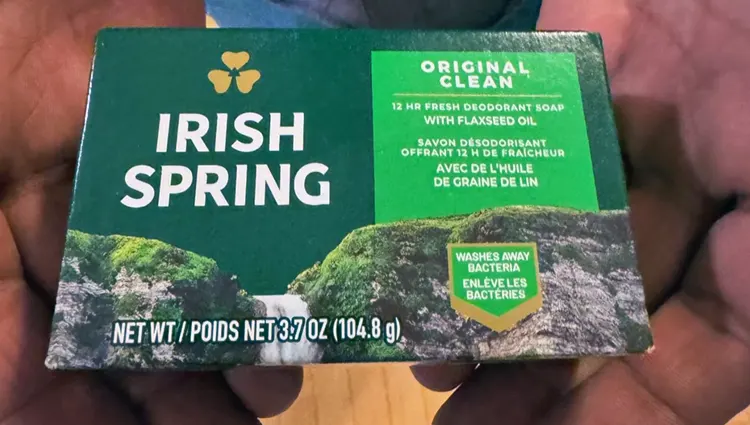 IRISH
SPRING
ORIGINAL
CLEAN
12 HR FRESH DEODORANT SOAP
WITH FLAXSEED OIL
SAVON DÉSODORISANT
OFFRANT 12 H DE FRAÎCHEUR
AVEC DE L'HUILE
DE GRAINE DE LIN
WASHES AWAY
BACTERIA
ENLÈVE LES
BACTÉRIES
NET WT / POIDS NET 3.7 OZ (104.8 g)